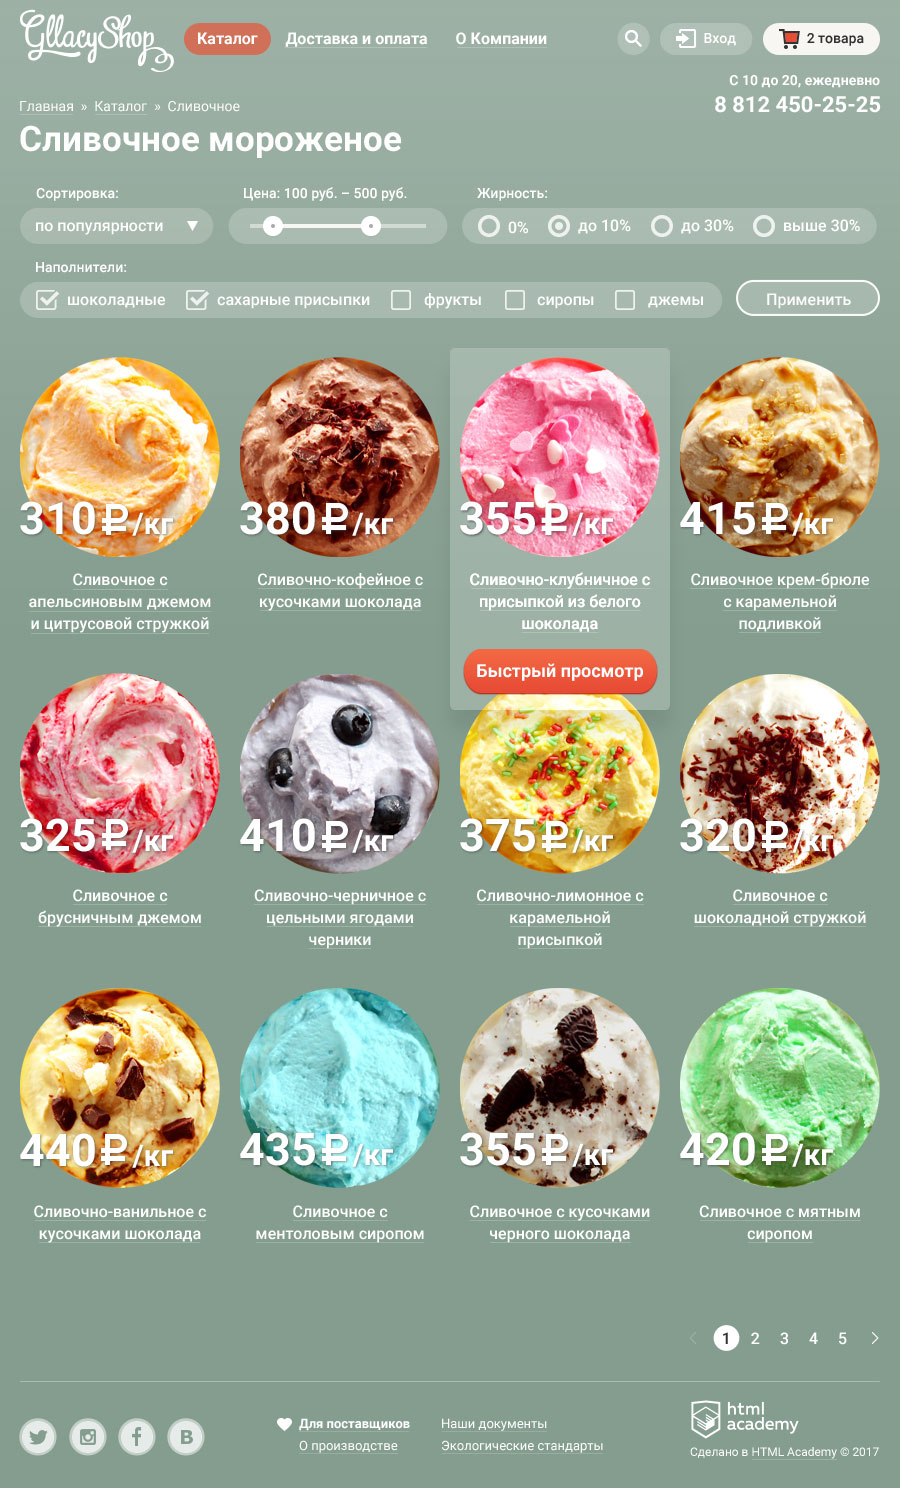 Gllacy Shop
Каталог
Доставка и оплата
О Компании
Вход
2 товара
С 10 до 20, ежедневно
8 812 450-25-25
Главная » Каталог » Сливочное
Сливочное мороженое
Сортировка:
Цена: 100 руб. – 500 руб.
Жирность:
по популярности
0%
до 10%
до 30%
выше 30%
Наполнители:
шоколадные
сахарные присыпки
фрукты
сиропы
джемы
Применить
310₽/кг
Сливочное с
апельсиновым джемом
и цитрусовой стружкой
380₽/кг
Сливочно-кофейное с
кусочками шоколада
355₽/кг
Сливочно-клубничное с
присыпкой из белого
шоколада
Быстрый просмотр
415₽/кг
Сливочное крем-брюле
с карамельной
подливкой
325₽/кг
Сливочное с
брусничным джемом
410₽/кг
Сливочно-черничное с
цельными ягодами
черники
375₽/кг
Сливочно-лимонное с
карамельной
присыпкой
320₽/кг
Сливочное с
шоколадной стружкой
440₽/кг
Сливочно-ванильное с
кусочками шоколада
435₽/кг
Сливочное с
ментоловым сиропом
355₽/кг
Сливочное с кусочками
черного шоколада
420₽/кг
Сливочное с мятным
сиропом
1 2 3 4 5
Для поставщиков
О производстве
Наши документы
Экологические стандарты
html
academy
Сделано в HTML Academy © 2017